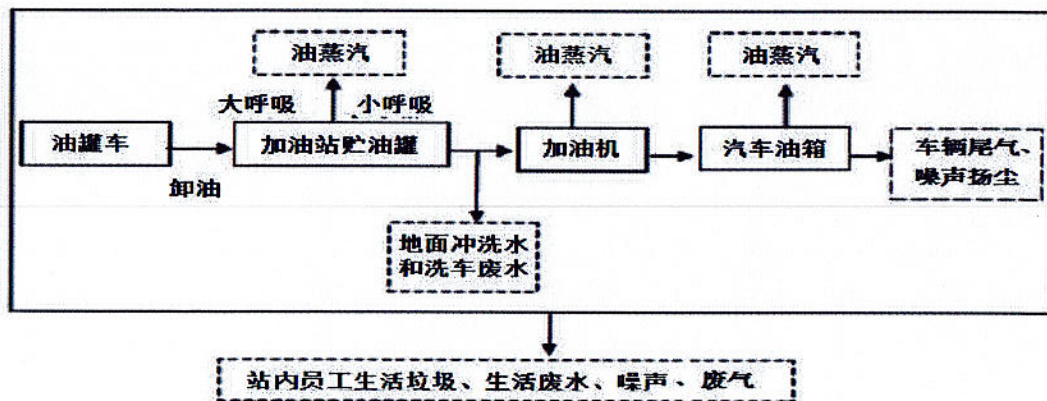 油蒸汽
油蒸汽
油蒸汽
大呼吸
小呼吸
油罐车
加油站贮油罐
加油机
汽车油箱
车辆尾气、
噪声扬尘
卸油
地面冲洗水
和洗车废水
站内员工生活垃圾、生活废水、噪声、废气